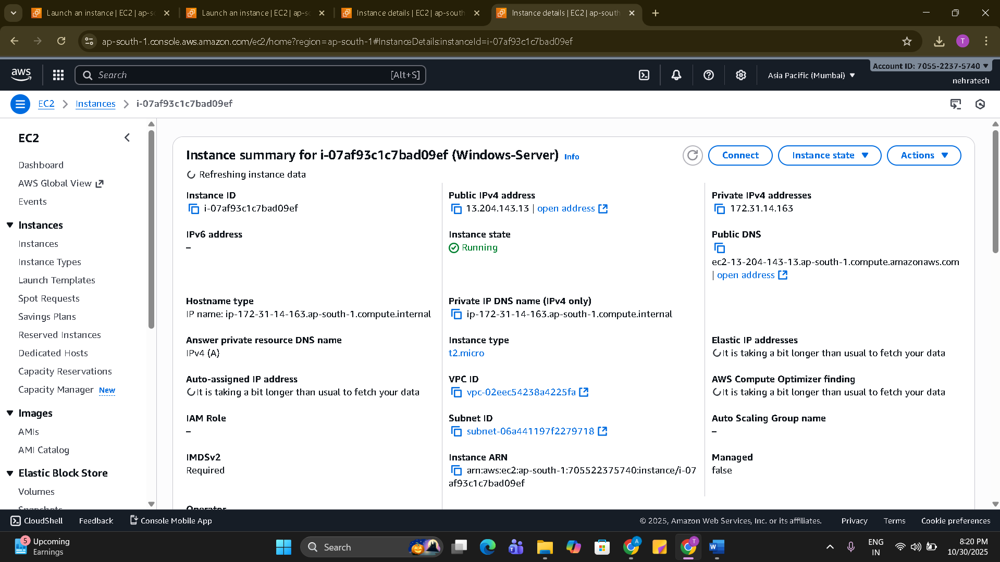 Launch an instance | EC2 | ap-so
Launch an instance | EC2 | ap-so
Instance details | EC2 | ap-south
Instance details | EC2 | ap-south
ap-south-1.console.aws.amazon.com/ec2/home?region=ap-south-1#InstanceDetails:instanceId=i-07af93c1c7bad09ef
T
aws
Search
[Alt+S]
Asia Pacific (Mumbai)
Account ID: 7055-2237-5740
nehratech
EC2
Instances
i-07af93c1c7bad09ef
EC2
Dashboard
AWS Global View
Events
Instances
Instances
Instance Types
Launch Templates
Spot Requests
Savings Plans
Reserved Instances
Dedicated Hosts
Capacity Reservations
Capacity Manager New
Images
AMIs
AMI Catalog
Elastic Block Store
Volumes
Snapshots
Instance summary for i-07af93c1c7bad09ef (Windows-Server) Info
Connect
Instance state
Actions
Refreshing instance data
Instance ID
i-07af93c1c7bad09ef
Public IPv4 address
13.204.143.13 | open address
Private IPv4 addresses
172.31.14.163
IPv6 address
–
Instance state
Running
Public DNS
ec2-13-204-143-13.ap-south-1.compute.amazonaws.com
| open address
Hostname type
IP name: ip-172-31-14-163.ap-south-1.compute.internal
Private IP DNS name (IPv4 only)
ip-172-31-14-163.ap-south-1.compute.internal
Answer private resource DNS name
IPv4 (A)
Instance type
t2.micro
Elastic IP addresses
It is taking a bit longer than usual to fetch your data
Auto-assigned IP address
It is taking a bit longer than usual to fetch your data
VPC ID
vpc-02eec54238a4225fa
AWS Compute Optimizer finding
It is taking a bit longer than usual to fetch your data
IAM Role
–
Subnet ID
subnet-06a441197f2279718
Auto Scaling Group name
–
IMDSv2
Required
Instance ARN
arn:aws:ec2:ap-south-1:705522375740:instance/i-07
af93c1c7bad09ef
Managed
false
Operator
CloudShell
Feedback
Console Mobile App
© 2025, Amazon Web Services, Inc. or its affiliates.
Privacy
Terms
Cookie preferences
5
Upcoming
Earnings
Search
A
T
W
ENG
IN
8:20 PM
10/30/2025